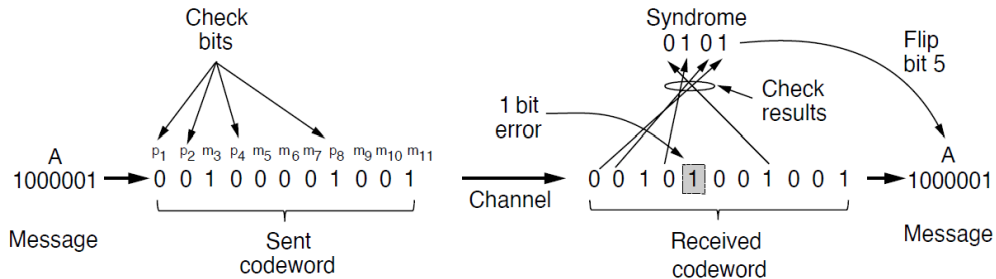 Check
bits
A
1000001
Message
p1 p2 m3 p4 m5 m6 m7 p8 m9 m10 m11
0 0 1 0 0 0 0 1 0 0 1
Sent
codeword
Channel
Syndrome
0 1 0 1
Check
results
1 bit
error
0 0 1 0 1 0 0 1 0 0 1
Received
codeword
Flip
bit 5
A
1000001
Message